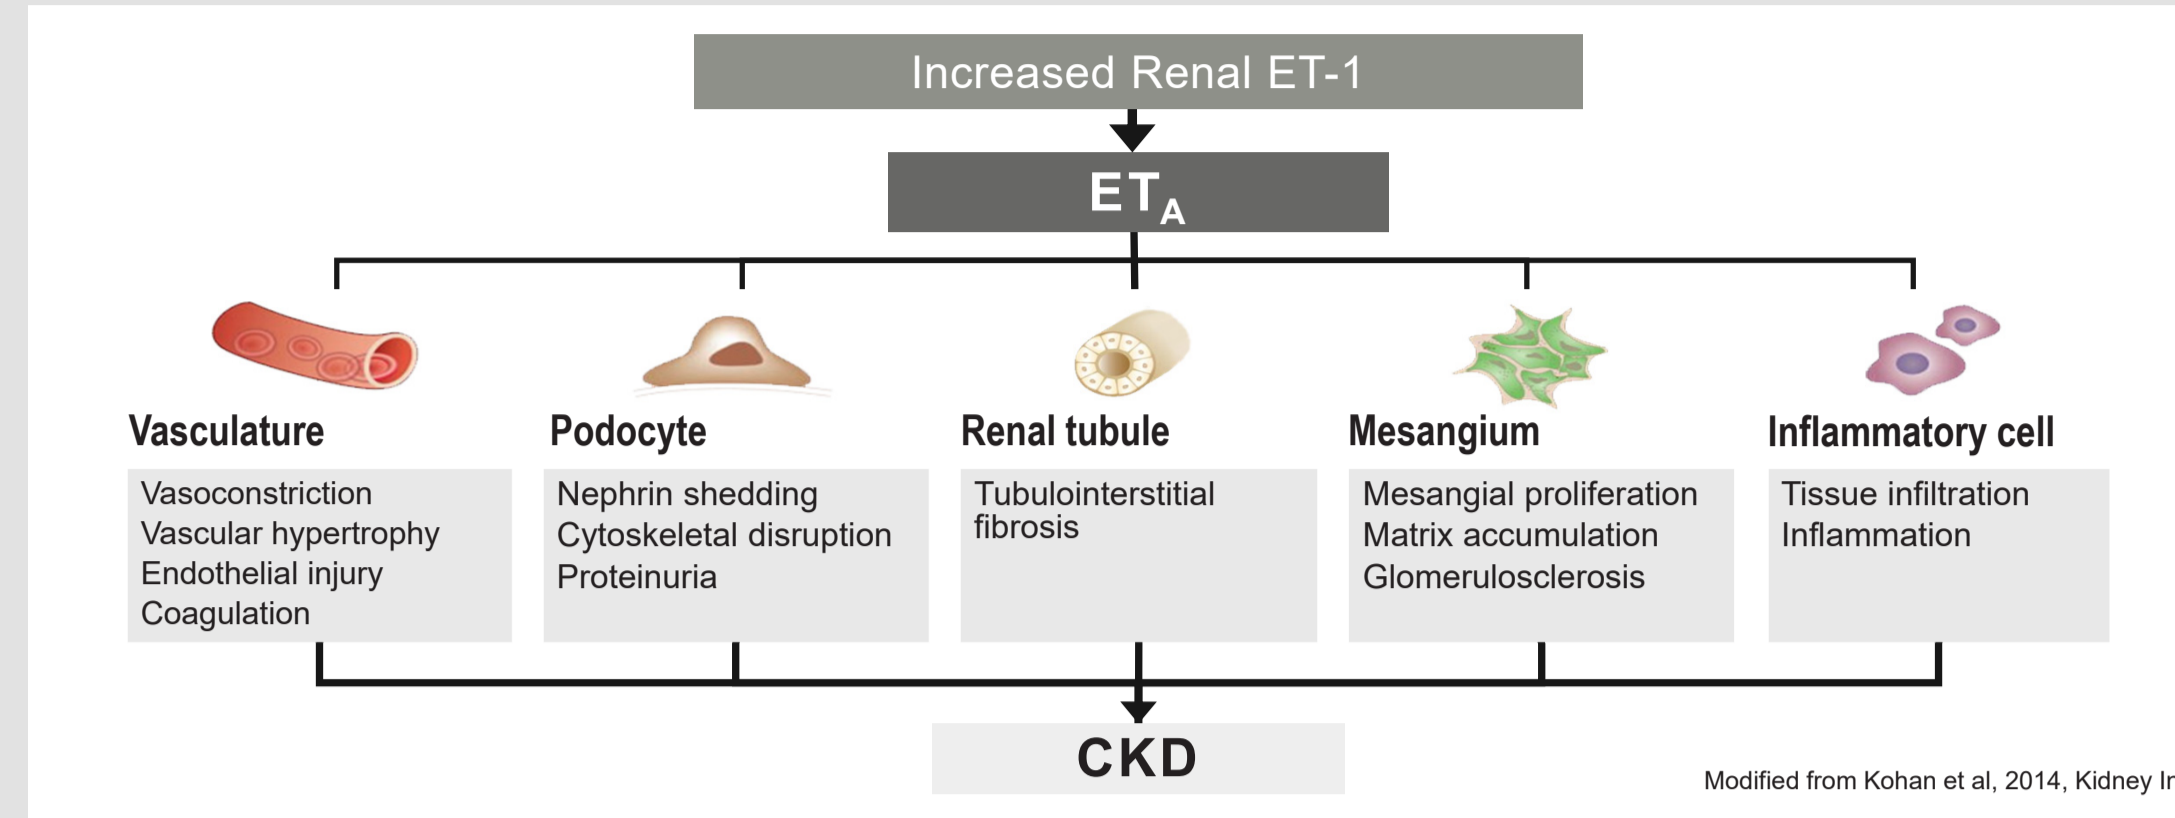 Increased Renal ET-1
ETA
Vasculature
Vasoconstriction
Vascular hypertrophy
Endothelial injury
Coagulation
Podocyte
Nephrin shedding
Cytoskeletal disruption
Proteinuria
Renal tubule
Tubulointerstitial
fibrosis
Mesangium
Mesangial proliferation
Matrix accumulation
Glomerulosclerosis
Inflammatory cell
Tissue infiltration
Inflammation
CKD
Modified from Kohan et al, 2014, Kidney